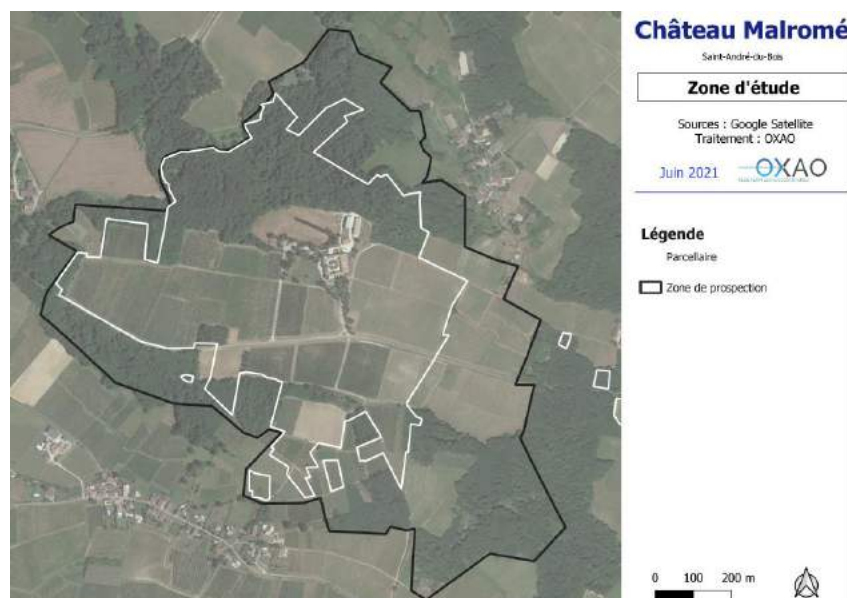 Château Malromé
Saint-André-du-Bois
Zone d'étude
Sources : Google Satellite
Traitement : OXAO
Juin 2021
OXAO
Légende
Parcellaire
Zone de prospection
0 100 200 m